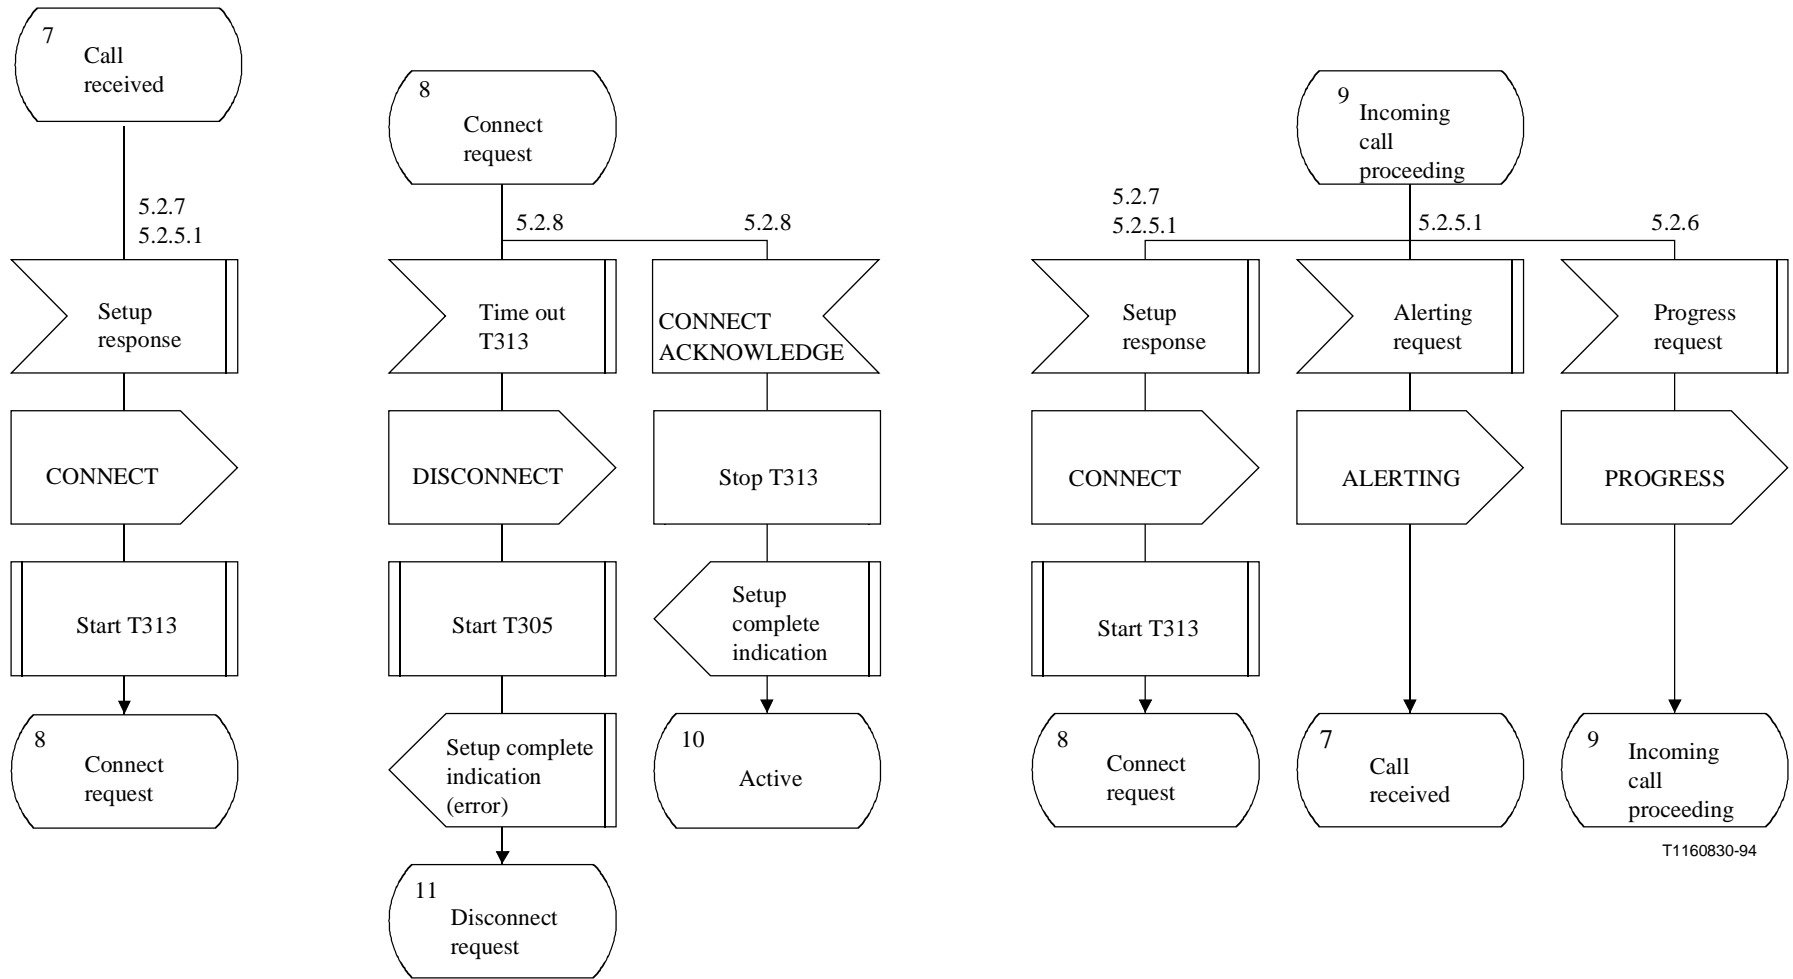 7
Call
received
5.2.7
5.2.5.1
Setup
response
CONNECT
Start T313
8
Connect
request
8
Connect
request
5.2.8
Time out
T313
DISCONNECT
Start T305
Setup complete
indication
(error)
11
Disconnect
request
5.2.8
CONNECT
ACKNOWLEDGE
Stop T313
Setup
complete
indication
10
Active
9
Incoming
call
proceeding
5.2.7
5.2.5.1
Setup
response
CONNECT
Start T313
8
Connect
request
5.2.5.1
Alerting
request
ALERTING
7
Call
received
5.2.6
Progress
request
PROGRESS
9
Incoming
call
proceeding
T1160830-94